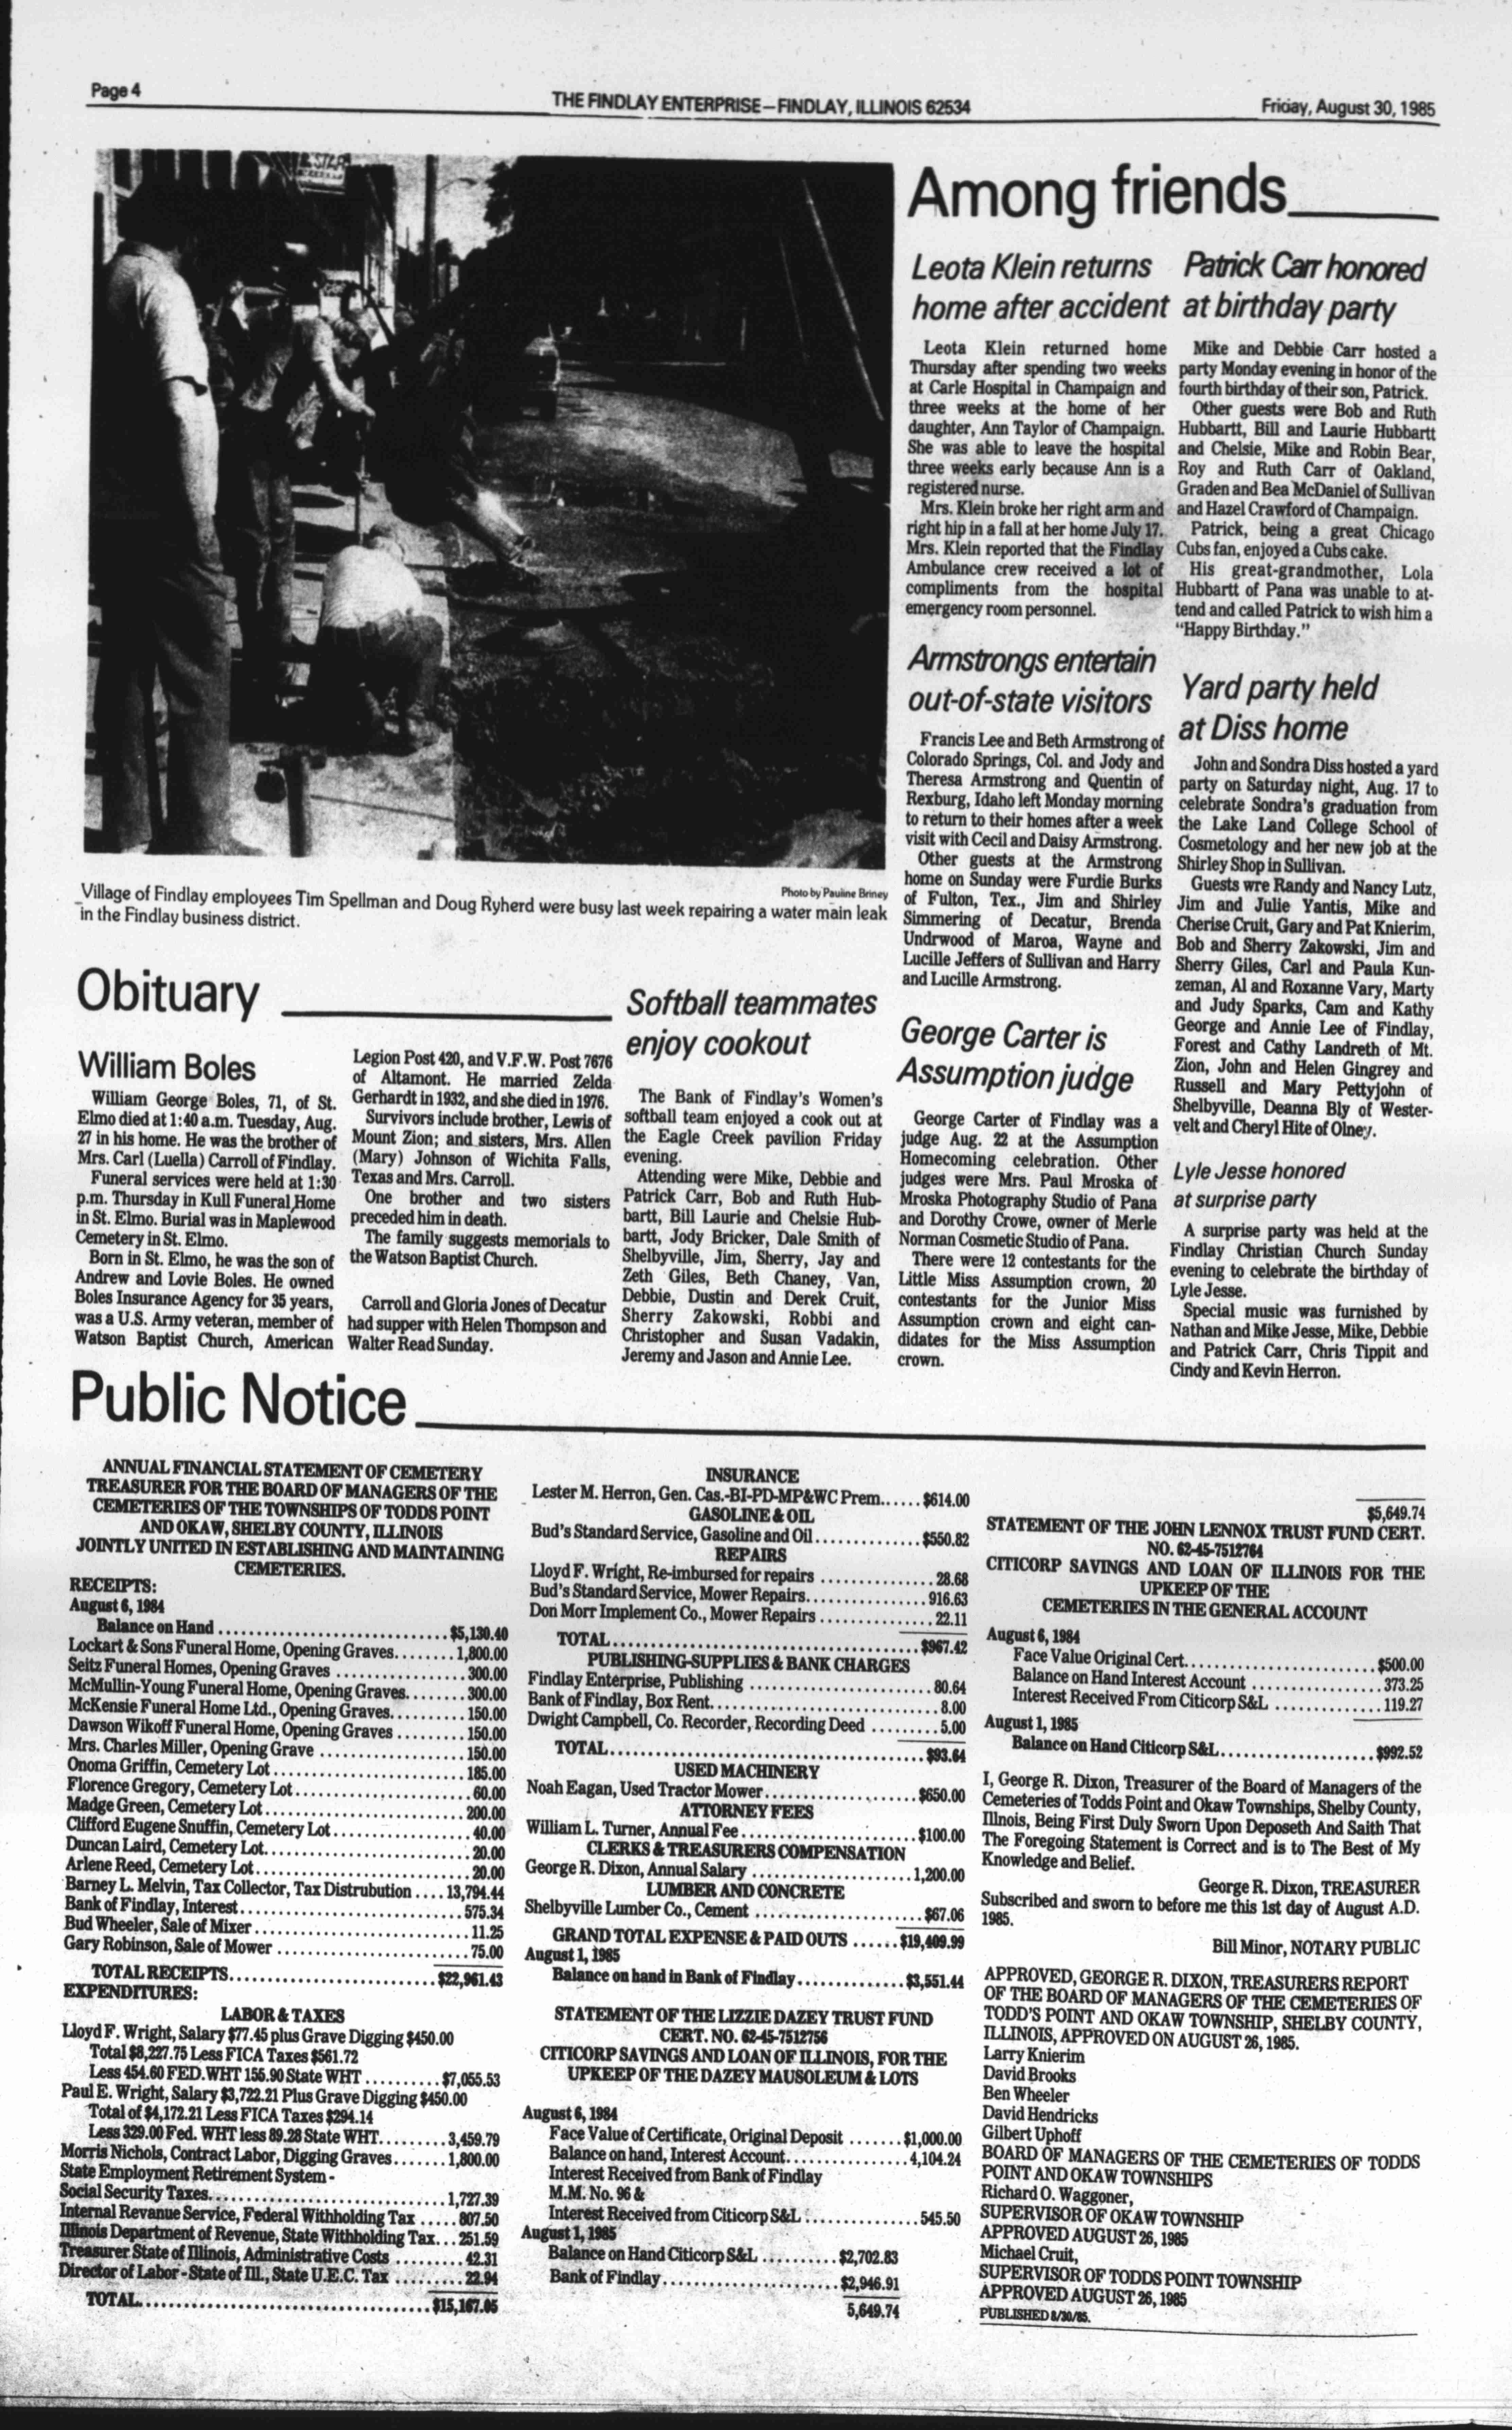 Page 4
THE FINDLAY ENTERPRISE—FINDLAY, ILLINOIS 62534
Friday, August 30, 1985
Photo by Pauline Briney
Village of Findlay employees Tim Spellman and Doug Ryherd were busy last week repairing a water main leak
in the Findlay business district.
Obituary
William Boles
William George Boles, 71, of St.
Elmo died at 1:40 a.m. Tuesday, Aug.
27 in his home. He was the brother of
Mrs. Carl (Luella) Carroll of Findlay.
Funeral services were held at 1:30
p.m. Thursday in Kull Funeral Home
in St. Elmo. Burial was in Maplewood
Cemetery in St. Elmo.
Born in St. Elmo, he was the son of
Andrew and Lovie Boles. He owned
Boles Insurance Agency for 35 years,
was a U.S. Army veteran, member of
Watson Baptist Church, American
Legion Post 420, and V.F.W. Post 7676
of Altamont. He married Zelda
Gerhardt in 1932, and she died in 1976.
Survivors include brother, Lewis of
Mount Zion; and sisters, Mrs. Allen
(Mary) Johnson of Wichita Falls,
Texas and Mrs. Carroll.
One brother and two sisters
preceded him in death.
The family suggests memorials to
the Watson Baptist Church.
Carroll and Gloria Jones of Decatur
had supper with Helen Thompson and
Walter Read Sunday.
Softball teammates
enjoy cookout
The Bank of Findlay's Women's
softball team enjoyed a cook out at
the Eagle Creek pavilion Friday
evening.
Attending were Mike, Debbie and
Patrick Carr, Bob and Ruth Hub-
bartt, Bill Laurie and Chelsie Hub-
bartt, Jody Bricker, Dale Smith of
Shelbyville, Jim, Sherry, Jay and
Zeth Giles, Beth Chaney, Van,
Debbie, Dustin and Derek Cruit,
Sherry Zakowski, Robbi and
Christopher and Susan Vadakin,
Jeremy and Jason and Annie Lee.
Among friends
Leota Klein returns
home after accident
Leota Klein returned home
Thursday after spending two weeks
at Carle Hospital in Champaign and
three weeks at the home of her
daughter, Ann Taylor of Champaign.
She was able to leave the hospital
three weeks early because Ann is a
registered nurse.
Mrs. Klein broke her right arm and
right hip in a fall at her home July 17.
Mrs. Klein reported that the Findlay
Ambulance crew received a lot of
compliments from the hospital
emergency room personnel.
Armstrongs entertain
out-of-state visitors
Francis Lee and Beth Armstrong of
Colorado Springs, Col. and Jody and
Theresa Armstrong and Quentin of
Rexburg, Idaho left Monday morning
to return to their homes after a week
visit with Cecil and Daisy Armstrong.
Other guests at the Armstrong
home on Sunday were Furdie Burks
of Fulton, Tex., Jim and Shirley
Simmering of Decatur, Brenda
Undrwood of Maroa, Wayne and
Lucille Jeffers of Sullivan and Harry
and Lucille Armstrong.
George Carter is
Assumption judge
George Carter of Findlay was a
judge Aug. 22 at the Assumption
Homecoming celebration. Other
judges were Mrs. Paul Mroska of
Mroska Photography Studio of Pana
and Dorothy Crowe, owner of Merle
Norman Cosmetic Studio of Pana.
There were 12 contestants for the
Little Miss Assumption crown, 20
contestants for the Junior Miss
Assumption crown and eight can-
didates for the Miss Assumption
crown.
Patrick Carr honored
at birthday party
Mike and Debbie Carr hosted a
party Monday evening in honor of the
fourth birthday of their son, Patrick.
Other guests were Bob and Ruth
Hubbartt, Bill and Laurie Hubbartt
and Chelsie, Mike and Robin Bear,
Roy and Ruth Carr of Oakland,
Graden and Bea McDaniel of Sullivan
and Hazel Crawford of Champaign.
Patrick, being a great Chicago
Cubs fan, enjoyed a Cubs cake.
His great-grandmother, Lola
Hubbartt of Pana was unable to at-
tend and called Patrick to wish him a
"Happy Birthday."
Yard party held
at Diss home
John and Sondra Diss hosted a yard
party on Saturday night, Aug. 17 to
celebrate Sondra's graduation from
the Lake Land College School of
Cosmetology and her new job at the
Shirley Shop in Sullivan.
Guests wre Randy and Nancy Lutz,
Jim and Julie Yantis, Mike and
Cherise Cruit, Gary and Pat Knierim,
Bob and Sherry Zakowski, Jim and
Sherry Giles, Carl and Paula Kun-
zeman, Al and Roxanne Vary, Marty
and Judy Sparks, Cam and Kathy
George and Annie Lee of Findlay,
Forest and Cathy Landreth of Mt.
Zion, John and Helen Gingrey and
Russell and Mary Pettyjohn of
Shelbyville, Deanna Bly of Wester-
velt and Cheryl Hite of Olney.
Lyle Jesse honored
at surprise party
A surprise party was held at the
Findlay Christian Church Sunday
evening to celebrate the birthday of
Lyle Jesse.
Special music was furnished by
Nathan and Mike Jesse, Mike, Debbie
and Patrick Carr, Chris Tippit and
Cindy and Kevin Herron.
Public Notice
ANNUAL FINANCIAL STATEMENT OF CEMETERY
TREASURER FOR THE BOARD OF MANAGERS OF THE
CEMETERIES OF THE TOWNSHIPS OF TODDS POINT
AND OKAW, SHELBY COUNTY, ILLINOIS
JOINTLY UNITED IN ESTABLISHING AND MAINTAINING
CEMETERIES.
RECEIPTS:
August 6, 1984
Balance on Hand ........ $5,130.40
Lockart & Sons Funeral Home, Opening Graves........ 1,800.00
Seitz Funeral Homes, Opening Graves ........ 300.00
McMullin-Young Funeral Home, Opening Graves........ 300.00
McKensie Funeral Home Ltd., Opening Graves........ 150.00
Dawson Wikoff Funeral Home, Opening Graves ........ 150.00
Mrs. Charles Miller, Opening Grave ........ 150.00
Onoma Griffin, Cemetery Lot ........ 185.00
Florence Gregory, Cemetery Lot ........ 60.00
Madge Green, Cemetery Lot ........ 200.00
Clifford Eugene Snuffin, Cemetery Lot ........ 40.00
Duncan Laird, Cemetery Lot........ 20.00
Arlene Reed, Cemetery Lot........ 20.00
Barney L. Melvin, Tax Collector, Tax Distrubution .... 13,794.44
Bank of Findlay, Interest........ 575.34
Bud Wheeler, Sale of Mixer ........ 11.25
Gary Robinson, Sale of Mower ........ 75.00
TOTAL RECEIPTS........ $22,961.43
EXPENDITURES:
LABOR & TAXES
Lloyd F. Wright, Salary $77.45 plus Grave Digging $450.00
Total $8,227.75 Less FICA Taxes $561.72
Less 454.60 FED. WHT 155.90 State WHT ........ $7,055.53
Paul E. Wright, Salary $3,722.21 Plus Grave Digging $450.00
Total of $4,172.21 Less FICA Taxes $294.14
Less 329.00 Fed. WHT less 89.28 State WHT........ 3,459.79
Morris Nichols, Contract Labor, Digging Graves....... 1,800.00
State Employment Retirement System -
Social Security Taxes........ 1,727.39
Internal Revanue Service, Federal Withholding Tax ..... 807.50
Illinois Department of Revenue, State Withholding Tax... 251.59
Treasurer State of Illinois, Administrative Costs ........ 42.31
Director of Labor - State of Ill., State U.E.C. Tax ........ 22.94
TOTAL........ $15,167.05
INSURANCE
Lester M. Herron, Gen. Cas.-BI-PD-MP&WC Prem...... $614.00
GASOLINE & OIL
Bud's Standard Service, Gasoline and Oil ........ $550.82
REPAIRS
Lloyd F. Wright, Re-imbursed for repairs ........ 28.68
Bud's Standard Service, Mower Repairs........ 916.63
Don Morr Implement Co., Mower Repairs ........ 22.11
TOTAL........ $967.42
PUBLISHING-SUPPLIES & BANK CHARGES
Findlay Enterprise, Publishing ........ 80.64
Bank of Findlay, Box Rent........ 8.00
Dwight Campbell, Co. Recorder, Recording Deed ........ 5.00
TOTAL........ $93.64
USED MACHINERY
Noah Eagan, Used Tractor Mower........ $650.00
ATTORNEY FEES
William L. Turner, Annual Fee ........ $100.00
CLERKS & TREASURERS COMPENSATION
George R. Dixon, Annual Salary ........ 1,200.00
LUMBER AND CONCRETE
Shelbyville Lumber Co., Cement ........ $67.06
GRAND TOTAL EXPENSE & PAID OUTS ...... $19,409.99
August 1, 1985
Balance on hand in Bank of Findlay........ $3,551.44
STATEMENT OF THE LIZZIE DAZEY TRUST FUND
CERT. NO. 62-45-7512756
CITICORP SAVINGS AND LOAN OF ILLINOIS, FOR THE
UPKEEP OF THE DAZEY MAUSOLEUM & LOTS
August 6, 1984
Face Value of Certificate, Original Deposit ....... $1,000.00
Balance on hand, Interest Account........ 4,104.24
Interest Received from Bank of Findlay
M.M. No. 96 &
Interest Received from Citicorp S&L ........ 545.50
August 1, 1985
Balance on Hand Citicorp S&L ........ $2,702.83
Bank of Findlay........ $2,946.91
5,649.74
$5,649.74
STATEMENT OF THE JOHN LENNOX TRUST FUND CERT.
NO. 62-45-7512764
CITICORP SAVINGS AND LOAN OF ILLINOIS FOR THE
UPKEEP OF THE
CEMETERIES IN THE GENERAL ACCOUNT
August 6, 1984
Face Value Original Cert........ $500.00
Balance on Hand Interest Account ........ 373.25
Interest Received From Citicorp S&L ........ 119.27
August 1, 1985
Balance on Hand Citicorp S&L........ $992.52
I, George R. Dixon, Treasurer of the Board of Managers of the
Cemeteries of Todds Point and Okaw Townships, Shelby County,
Illnois, Being First Duly Sworn Upon Deposeth And Saith That
The Foregoing Statement is Correct and is to The Best of My
Knowledge and Belief.
George R. Dixon, TREASURER
Subscribed and sworn to before me this 1st day of August A.D.
1985.
Bill Minor, NOTARY PUBLIC
APPROVED, GEORGE R. DIXON, TREASURERS REPORT
OF THE BOARD OF MANAGERS OF THE CEMETERIES OF
TODD'S POINT AND OKAW TOWNSHIP, SHELBY COUNTY,
ILLINOIS, APPROVED ON AUGUST 26, 1985.
Larry Knierim
David Brooks
Ben Wheeler
David Hendricks
Gilbert Uphoff
BOARD OF MANAGERS OF THE CEMETERIES OF TODDS
POINT AND OKAW TOWNSHIPS
Richard O. Waggoner,
SUPERVISOR OF OKAW TOWNSHIP
APPROVED AUGUST 26, 1985
Michael Cruit,
SUPERVISOR OF TODDS POINT TOWNSHIP
APPROVED AUGUST 26, 1985
PUBLISHED 8/30/85.